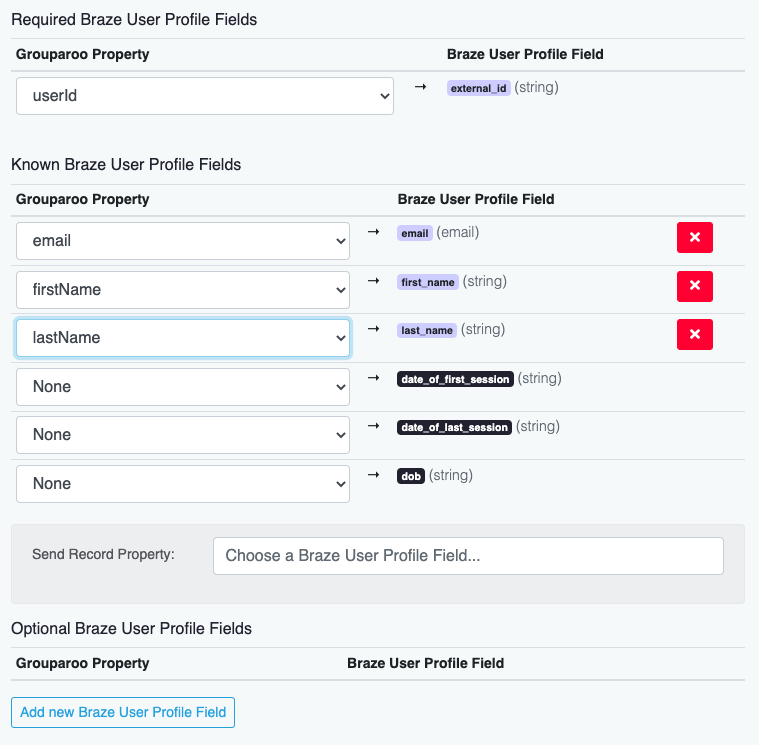 Required Braze User Profile Fields
Grouparoo Property Braze User Profile Field
userId → external_id (string)
Known Braze User Profile Fields
Grouparoo Property Braze User Profile Field
email → email (email) ×
firstName → first_name (string) ×
lastName → last_name (string) ×
None → date_of_first_session (string)
None → date_of_last_session (string)
None → dob (string)
Send Record Property: Choose a Braze User Profile Field...
Optional Braze User Profile Fields
Grouparoo Property Braze User Profile Field
Add new Braze User Profile Field